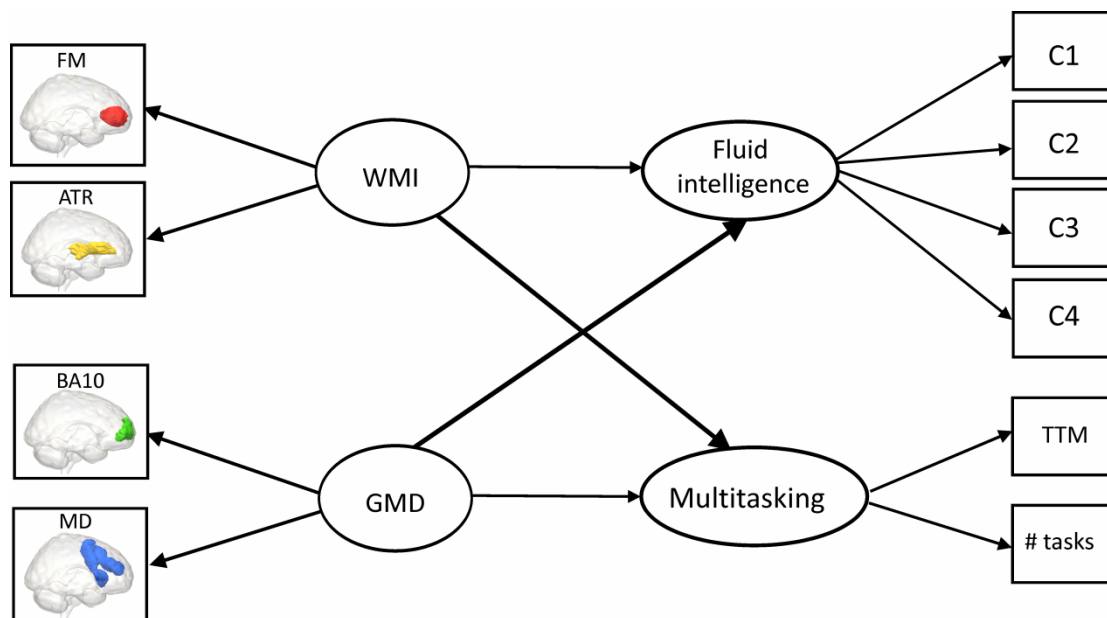 FM
ATR
BA10
MD
WMI
GMD
Fluid
intelligence
Multitasking
C1
C2
C3
C4
TTM
# tasks